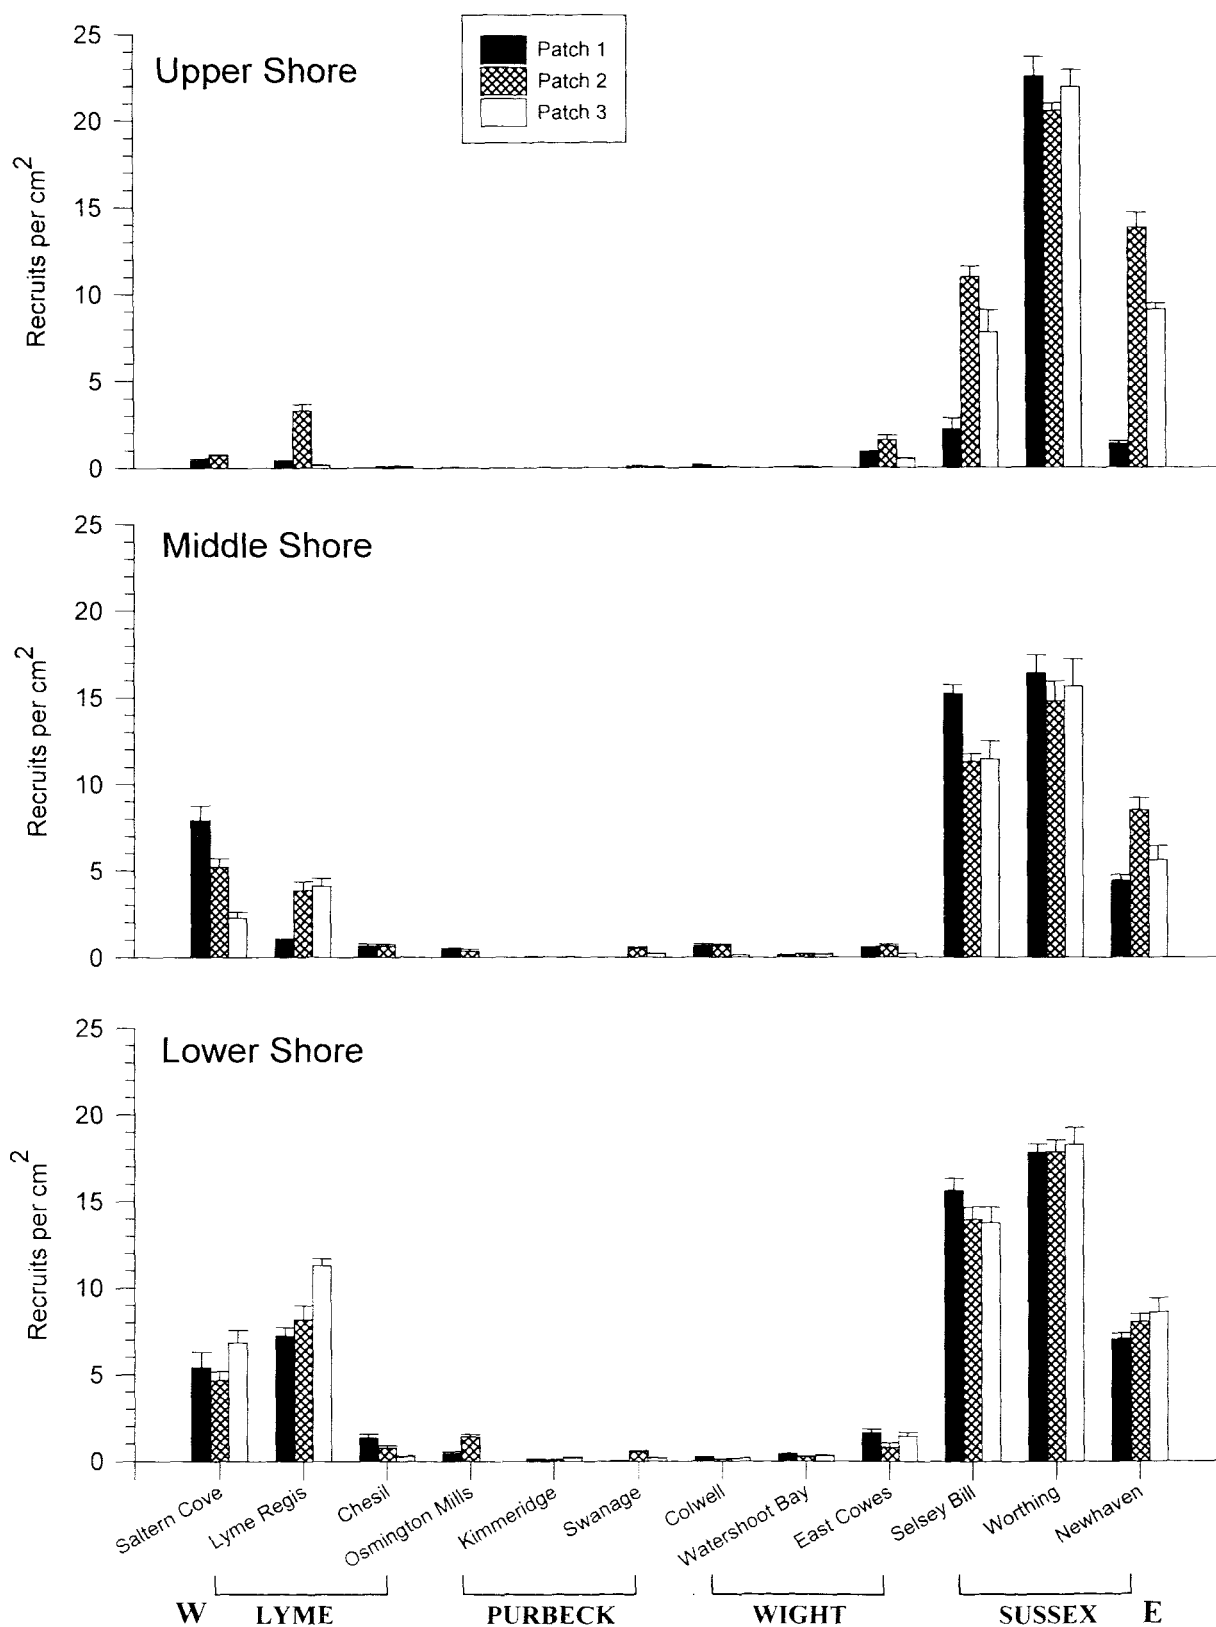 Upper Shore
Patch 1
Patch 2
Patch 3
Recruits per cm²
25
20
15
10
5
0
Middle Shore
Recruits per cm²
25
20
15
10
5
0
Lower Shore
Recruits per cm²
25
20
15
10
5
0
Saltern Cove
Lyme Regis
Chesil
Osmington Mills
Kimmeridge
Swanage
Colwell
Watershoot Bay
East Cowes
Selsey Bill
Worthing
Newhaven
W LYME PURBECK WIGHT SUSSEX E